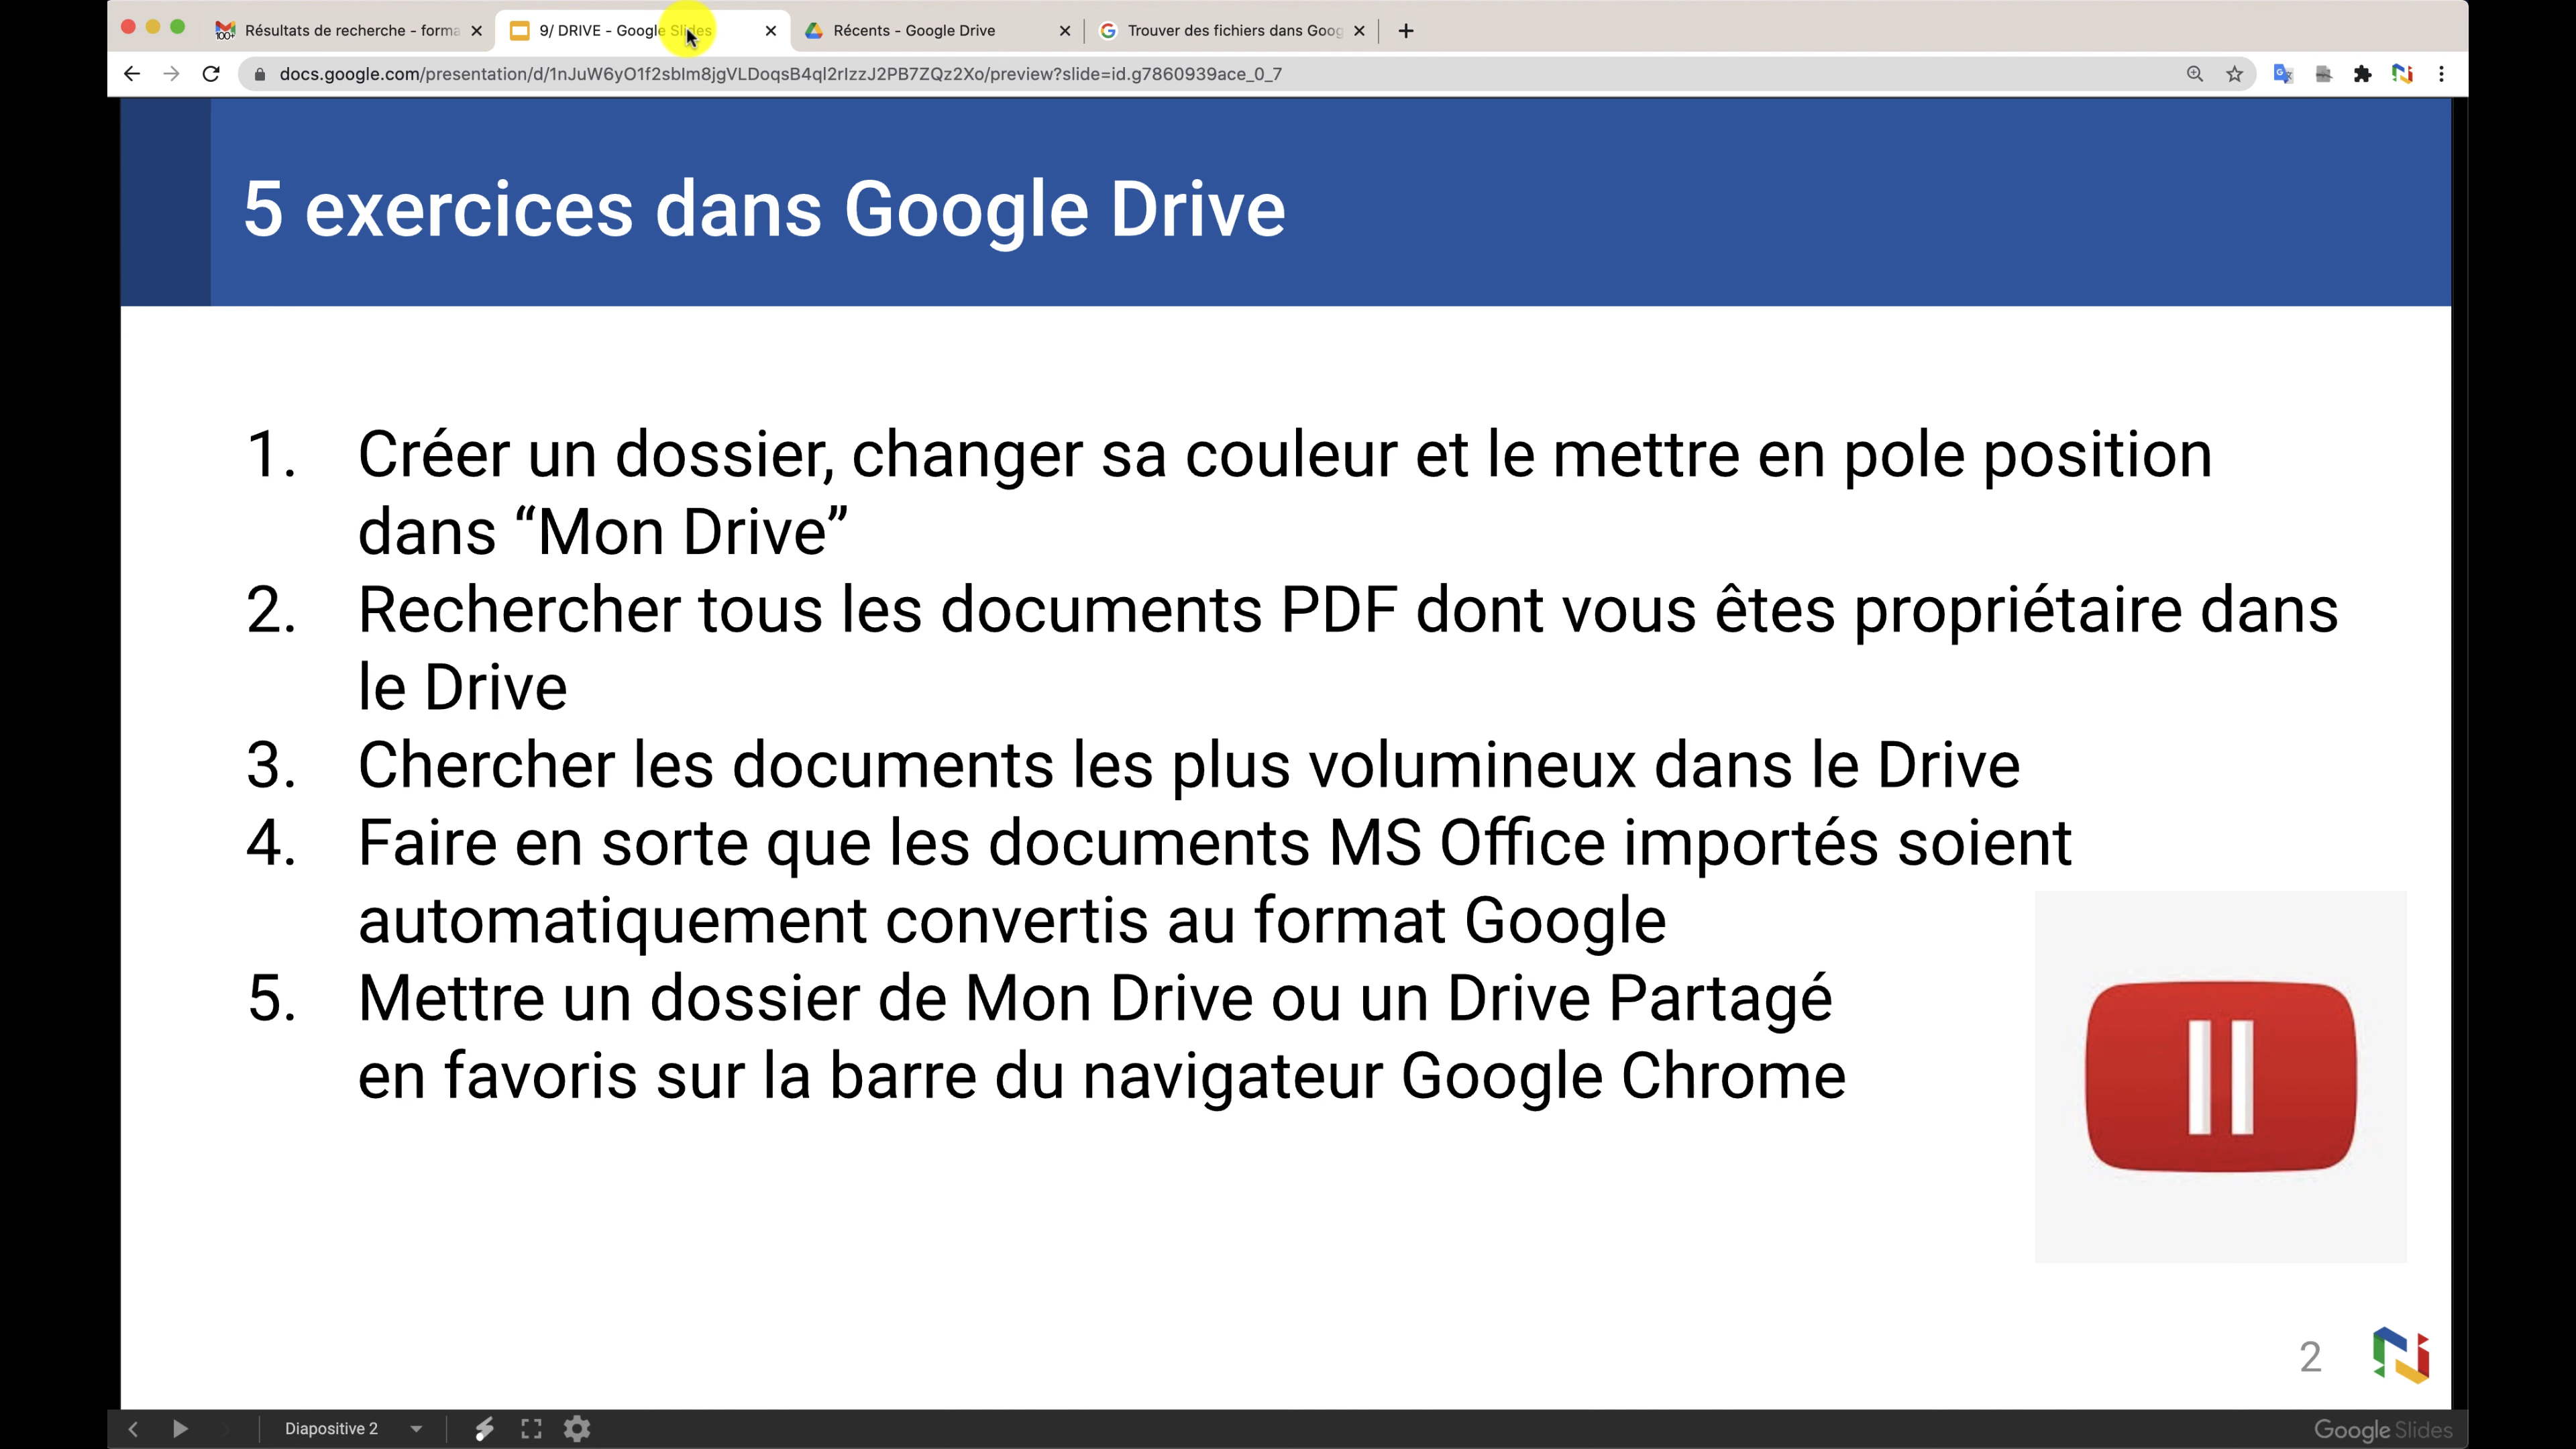 Résultats de recherche - forma
9/ DRIVE - Google Slides
Récents - Google Drive
Trouver des fichiers dans Goog
docs.google.com/presentation/d/1nJuW6yO1f2sbIm8jgVLDoqsB4qI2rIzzJ2PB7ZQz2Xo/preview?slide=id.g7860939ace_0_7
5 exercices dans Google Drive
1. Créer un dossier, changer sa couleur et le mettre en pole position
dans “Mon Drive”
2. Rechercher tous les documents PDF dont vous êtes propriétaire dans
le Drive
3. Chercher les documents les plus volumineux dans le Drive
4. Faire en sorte que les documents MS Office importés soient
automatiquement convertis au format Google
5. Mettre un dossier de Mon Drive ou un Drive Partagé
en favoris sur la barre du navigateur Google Chrome
2
Diapositive 2
Google Slides